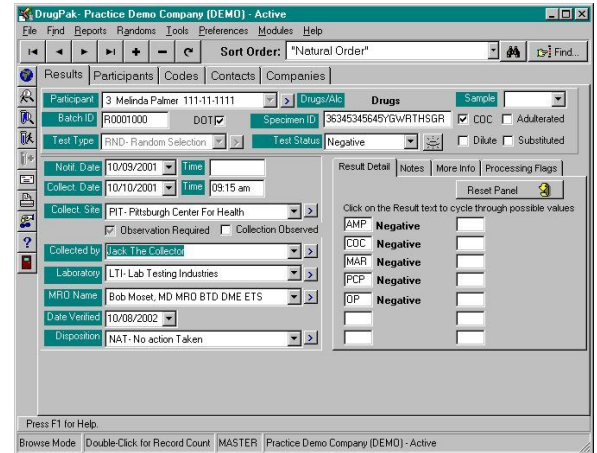 DrugPak- Practice Demo Company (DEMO) - Active
File Find Reports Randoms Tools Preferences Modules Help
Sort Order: "Natural Order" Find...
Results Participants Codes Contacts Companies
Participant 3 Melinda Palmer 111-11-1111 > Drugs/Alc Drugs Sample
Batch ID R0001000 DOT Specimen ID 36345345645YGWRTHSGR COC Adulterated
Test Type RND- Random Selection > Test Status Negative Dilute Substituted
Notif. Date 10/09/2001 Time
Collect. Date 10/10/2001 Time 09:15 am
Collect. Site PIT- Pittsburgh Center For Health >
Observation Required Collection Observed
Collected by Jack The Collector >
Laboratory LTI- Lab Testing Industries >
MRO Name Bob Moset, MD MRO BTD DME ETS >
Date Verified 10/08/2002
Disposition NAT- No action Taken >
Result Detail Notes More Info Processing Flags
Reset Panel
Click on the Result text to cycle through possible values
AMP Negative
COC Negative
MAR Negative
PCP Negative
OP Negative
Press F1 for Help.
Browse Mode Double-Click for Record Count MASTER Practice Demo Company (DEMO) - Active